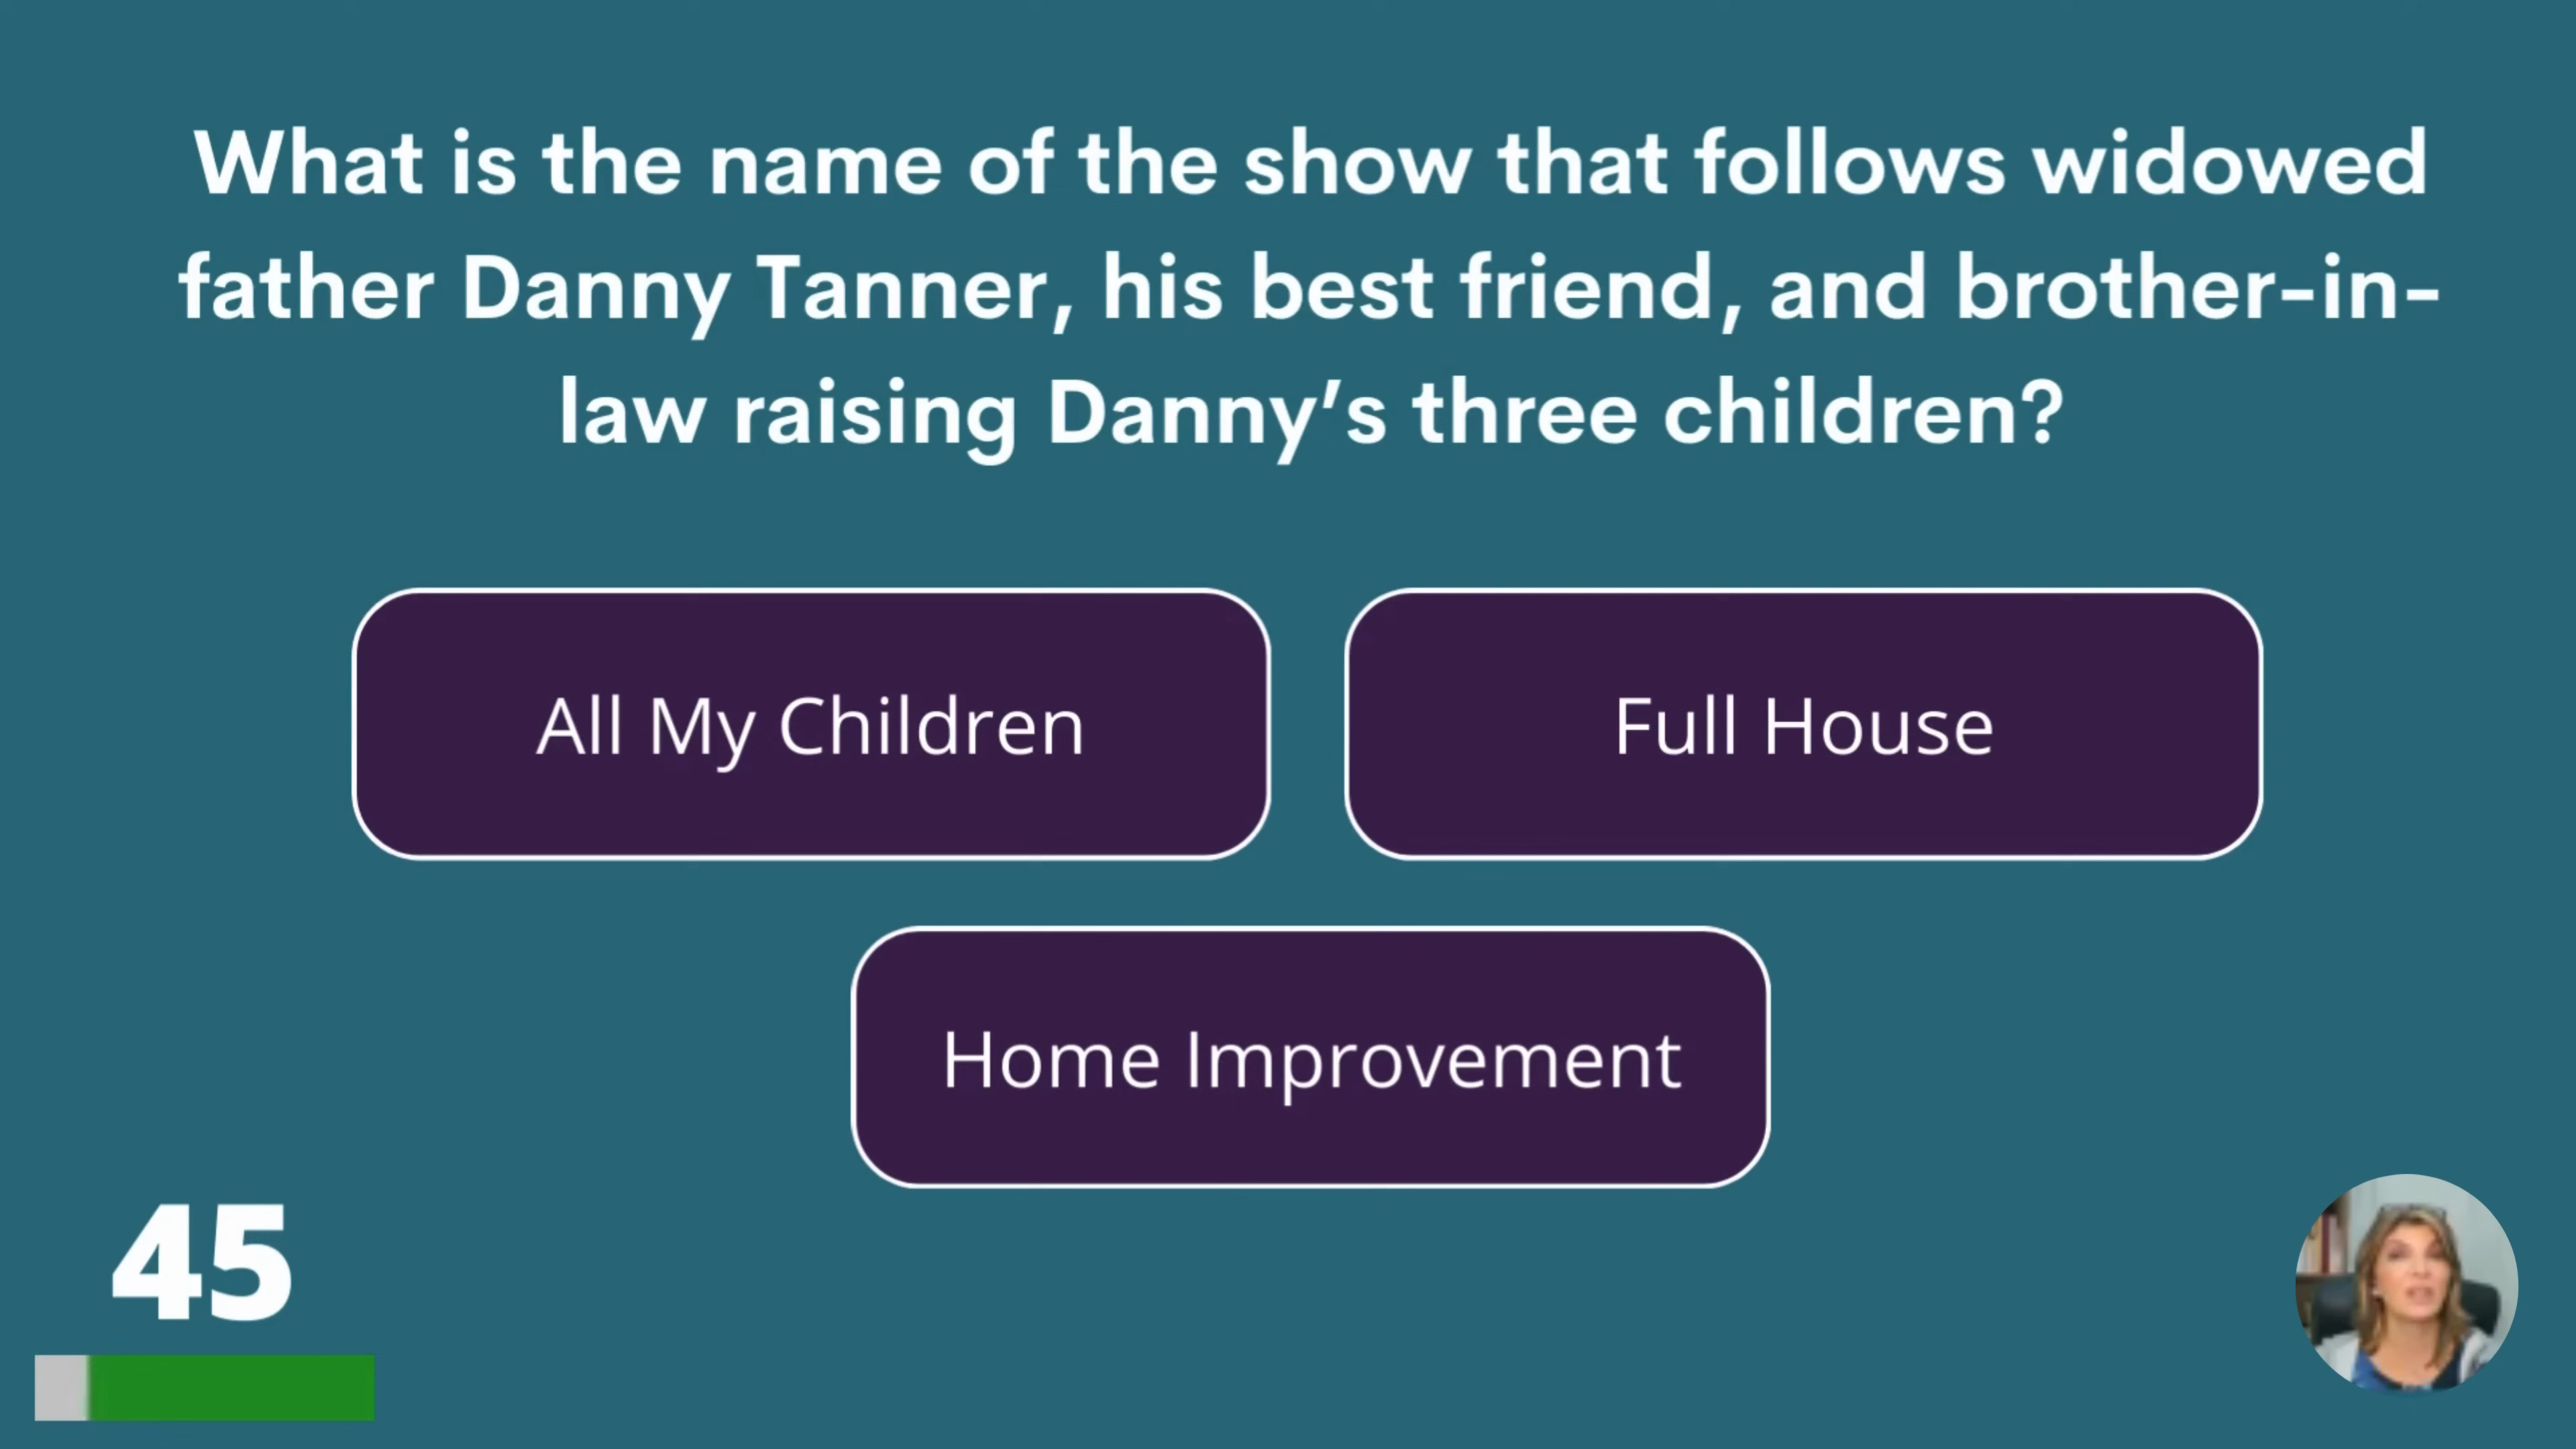 What is the name of the show that follows widowed
father Danny Tanner, his best friend, and brother-in-
law raising Danny’s three children?
All My Children
Full House
Home Improvement
45